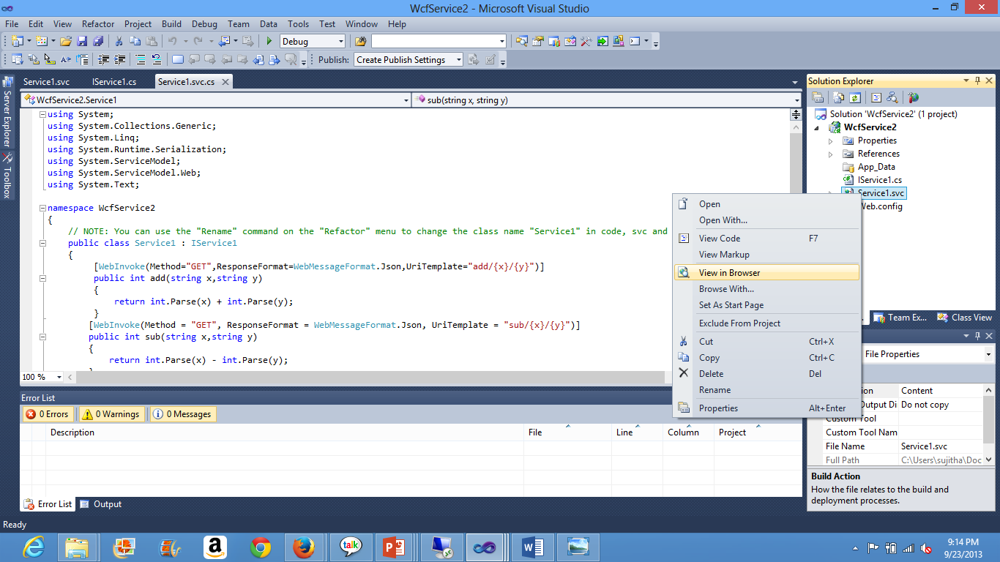 WcfService2 - Microsoft Visual Studio
File Edit View Refactor Project Build Debug Team Data Tools Test Window Help
Debug
Publish: Create Publish Settings
Service1.svc IService1.cs Service1.svc.cs
WcfService2.Service1 sub(string x, string y)
Server Explorer
Toolbox
using System;
using System.Collections.Generic;
using System.Linq;
using System.Runtime.Serialization;
using System.ServiceModel;
using System.ServiceModel.Web;
using System.Text;
namespace WcfService2
{
// NOTE: You can use the "Rename" command on the "Refactor" menu to change the class name "Service1" in code, svc and
public class Service1 : IService1
{
[WebInvoke(Method="GET",ResponseFormat=WebMessageFormat.Json,UriTemplate="add/{x}/{y}")]
public int add(string x,string y)
{
return int.Parse(x) + int.Parse(y);
}
[WebInvoke(Method = "GET", ResponseFormat = WebMessageFormat.Json, UriTemplate = "sub/{x}/{y}")]
public int sub(string x,string y)
{
return int.Parse(x) - int.Parse(y);
100 %
Solution Explorer
Solution 'WcfService2' (1 project)
WcfService2
Properties
References
App_Data
IService1.cs
Service1.svc
Web.config
Open
Open With...
View Code F7
View Markup
View in Browser
Browse With...
Set As Start Page
Exclude From Project
Cut Ctrl+X
Copy Ctrl+C
Delete Del
Rename
Properties Alt+Enter
Team Ex... Class View
File Properties
ion Content
Output Di Do not copy
Custom Tool
Custom Tool Nam
File Name Service1.svc
Full Path C:\Users\sujitha\Doc
Build Action
How the file relates to the build and
deployment processes.
Error List
0 Errors 0 Warnings 0 Messages
Description File Line Column Project
Error List Output
Ready
talk
9:14 PM
9/23/2013